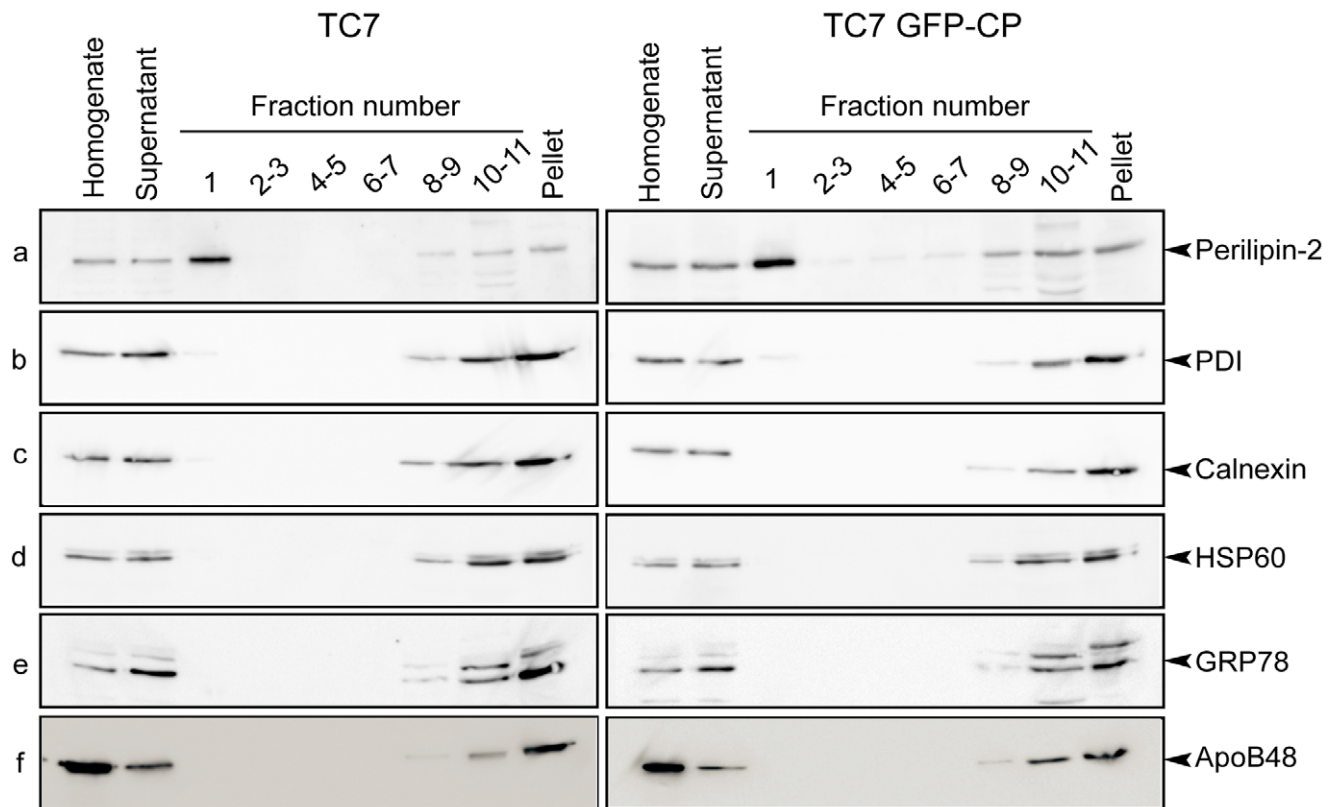 TC7
TC7 GFP-CP
Homogenate
Supernatant
Fraction number
1
2-3
4-5
6-7
8-9
10-11
Pellet
Homogenate
Supernatant
Fraction number
1
2-3
4-5
6-7
8-9
10-11
Pellet
a
Perilipin-2
b
PDI
c
Calnexin
d
HSP60
e
GRP78
f
ApoB48